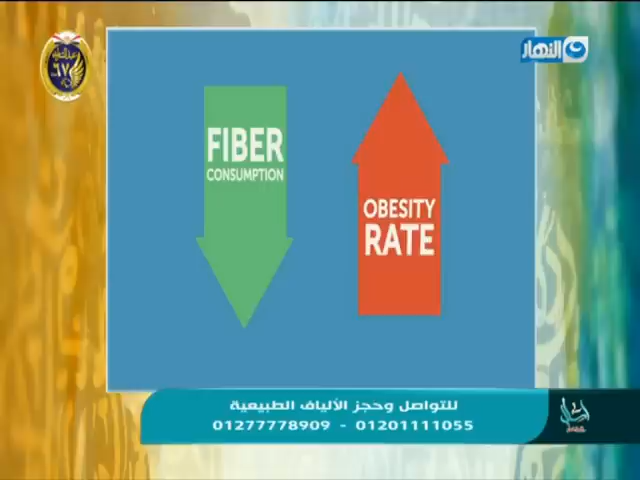 النهار
FIBER
CONSUMPTION
OBESITY
RATE
للتواصل وحجز الألياف الطبيعية
01277778909 - 01201111055